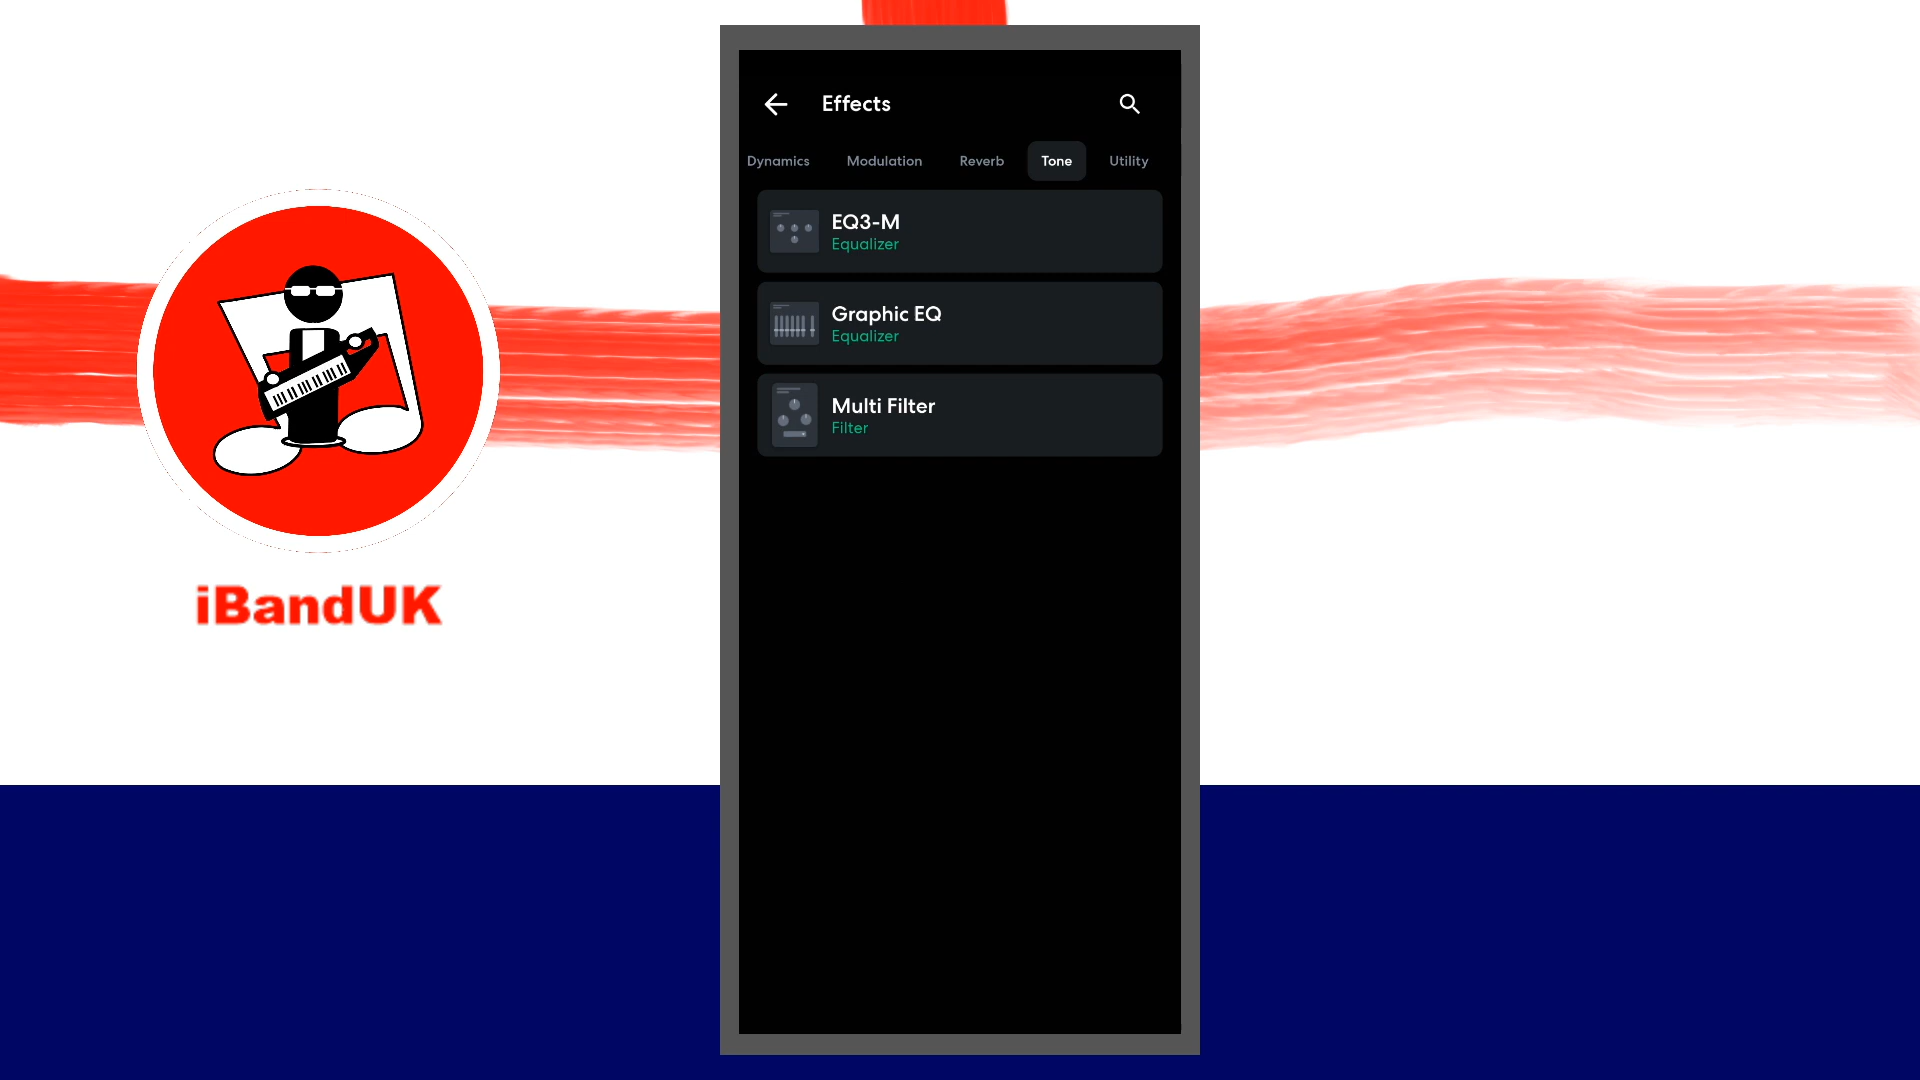 Effects
Dynamics Modulation Reverb Tone Utility
EQ3-M
Equalizer
Graphic EQ
Equalizer
Multi Filter
Filter
iBandUK